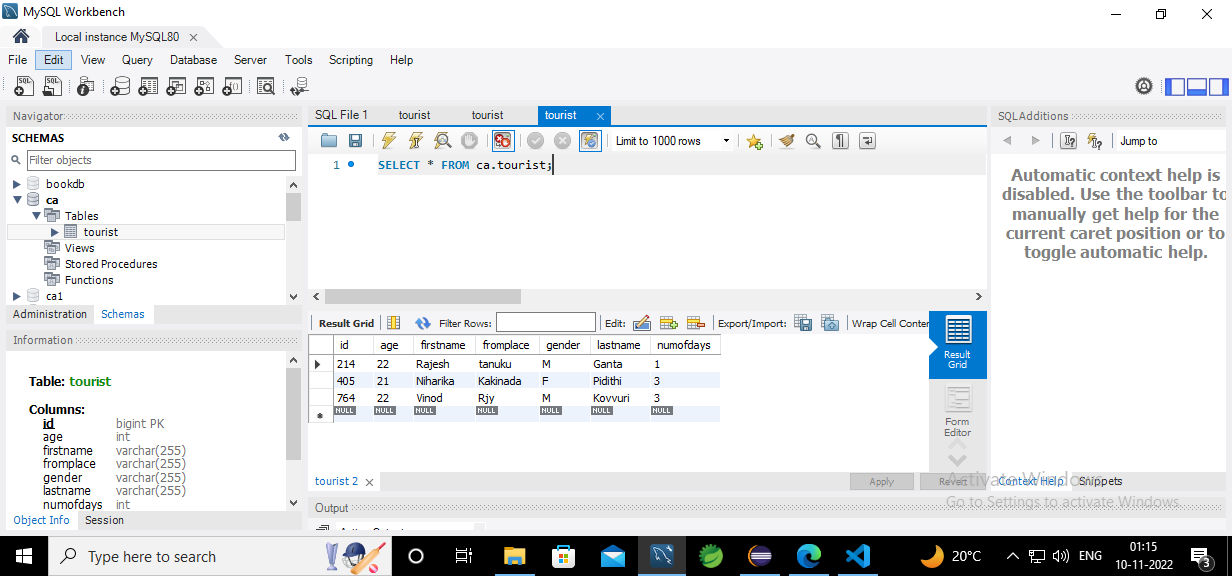 MySQL Workbench
Local instance MySQL80
File Edit View Query Database Server Tools Scripting Help
Navigator
SCHEMAS
Filter objects
bookdb
ca
Tables
tourist
Views
Stored Procedures
Functions
ca1
Administration Schemas
Information
Table: tourist
Columns:
id bigint PK
age int
firstname varchar(255)
fromplace varchar(255)
gender varchar(255)
lastname varchar(255)
numofdays int
Object Info Session
SQL File 1 tourist tourist tourist
Limit to 1000 rows
1 SELECT * FROM ca.tourist;
Result Grid Filter Rows: Edit: Export/Import: Wrap Cell Conter
id age firstname fromplace gender lastname numofdays
214 22 Rajesh tanuku M Ganta 1
405 21 Niharika Kakinada F Pidithi 3
764 22 Vinod Rjy M Kovvuri 3
NULL NULL NULL NULL NULL NULL NULL
Result Grid
Form Editor
tourist 2 Apply Revert
Output
SQLAdditions
Jump to
Automatic context help is
disabled. Use the toolbar to
manually get help for the
current caret position or to
toggle automatic help.
Context Help Snippets
Activate Windows
Go to Settings to activate Windows.
Type here to search
20°C ENG
01:15
10-11-2022
3